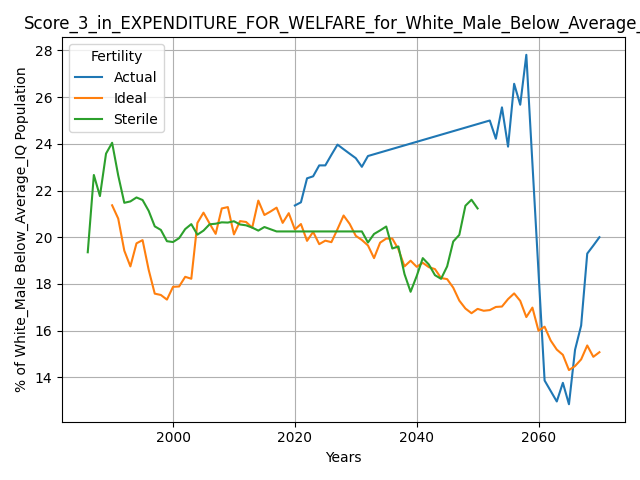 Score_3_in_EXPENDITURE_FOR_WELFARE_for_White_Male_Below_Average_
Fertility
Actual
Ideal
Sterile
% of White_Male Below_Average_IQ Population
28
26
24
22
20
18
16
14
2000 2020 2040 2060
Years